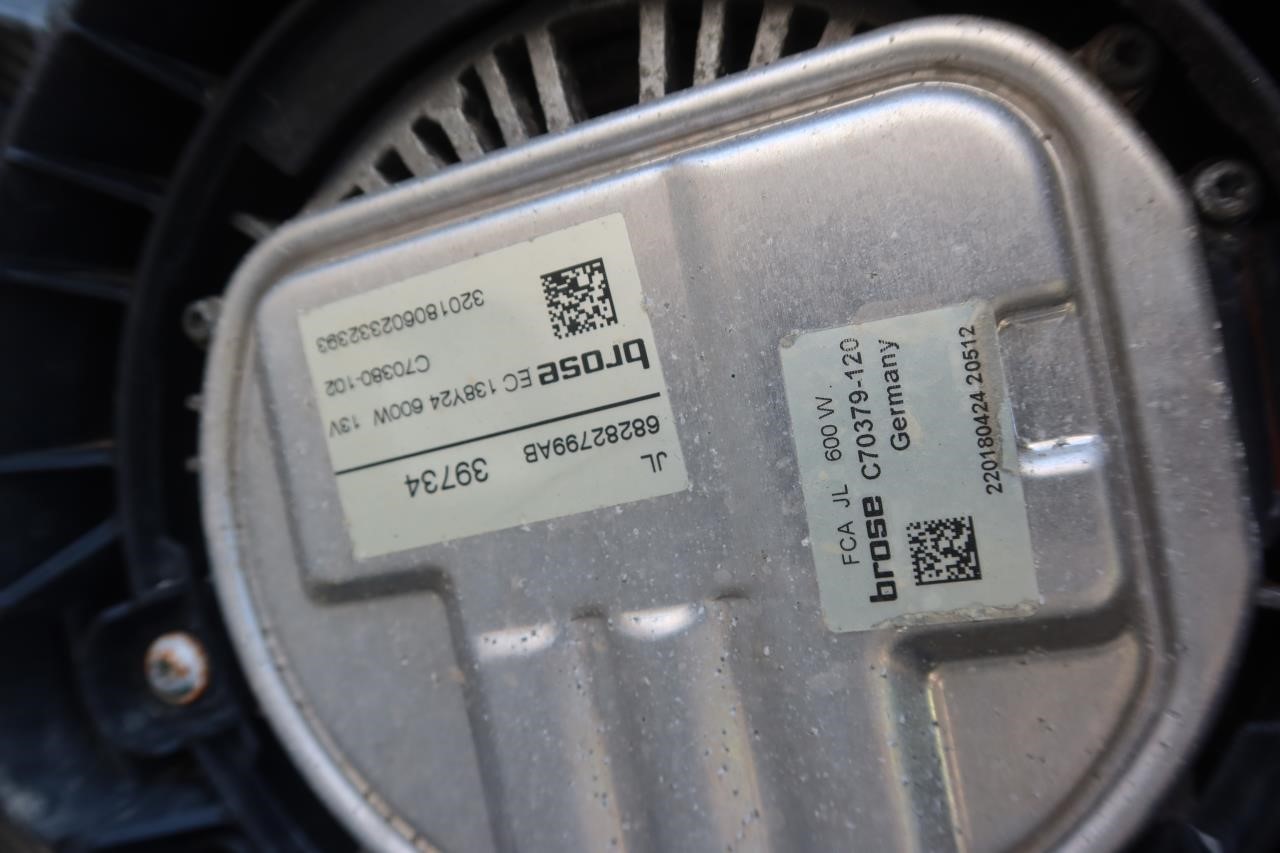 320180602332393
C70380-102
brose EC 138Y24 600W 13V
39734
68282799AB
JL
FCA JL 600 W
brose C70379-120
Germany
220180424 20512